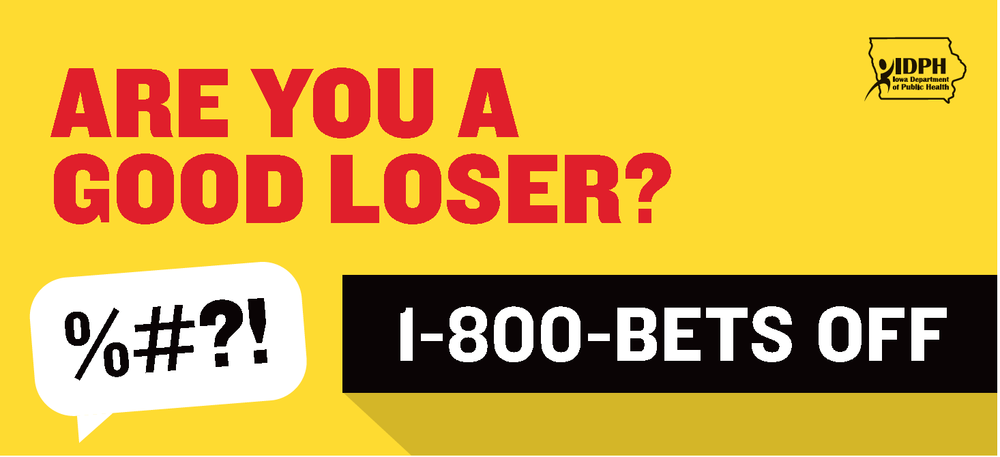 ARE YOU A
GOOD LOSER?
IDPH
Iowa Department
of Public Health
%#?!
1-800-BETS OFF